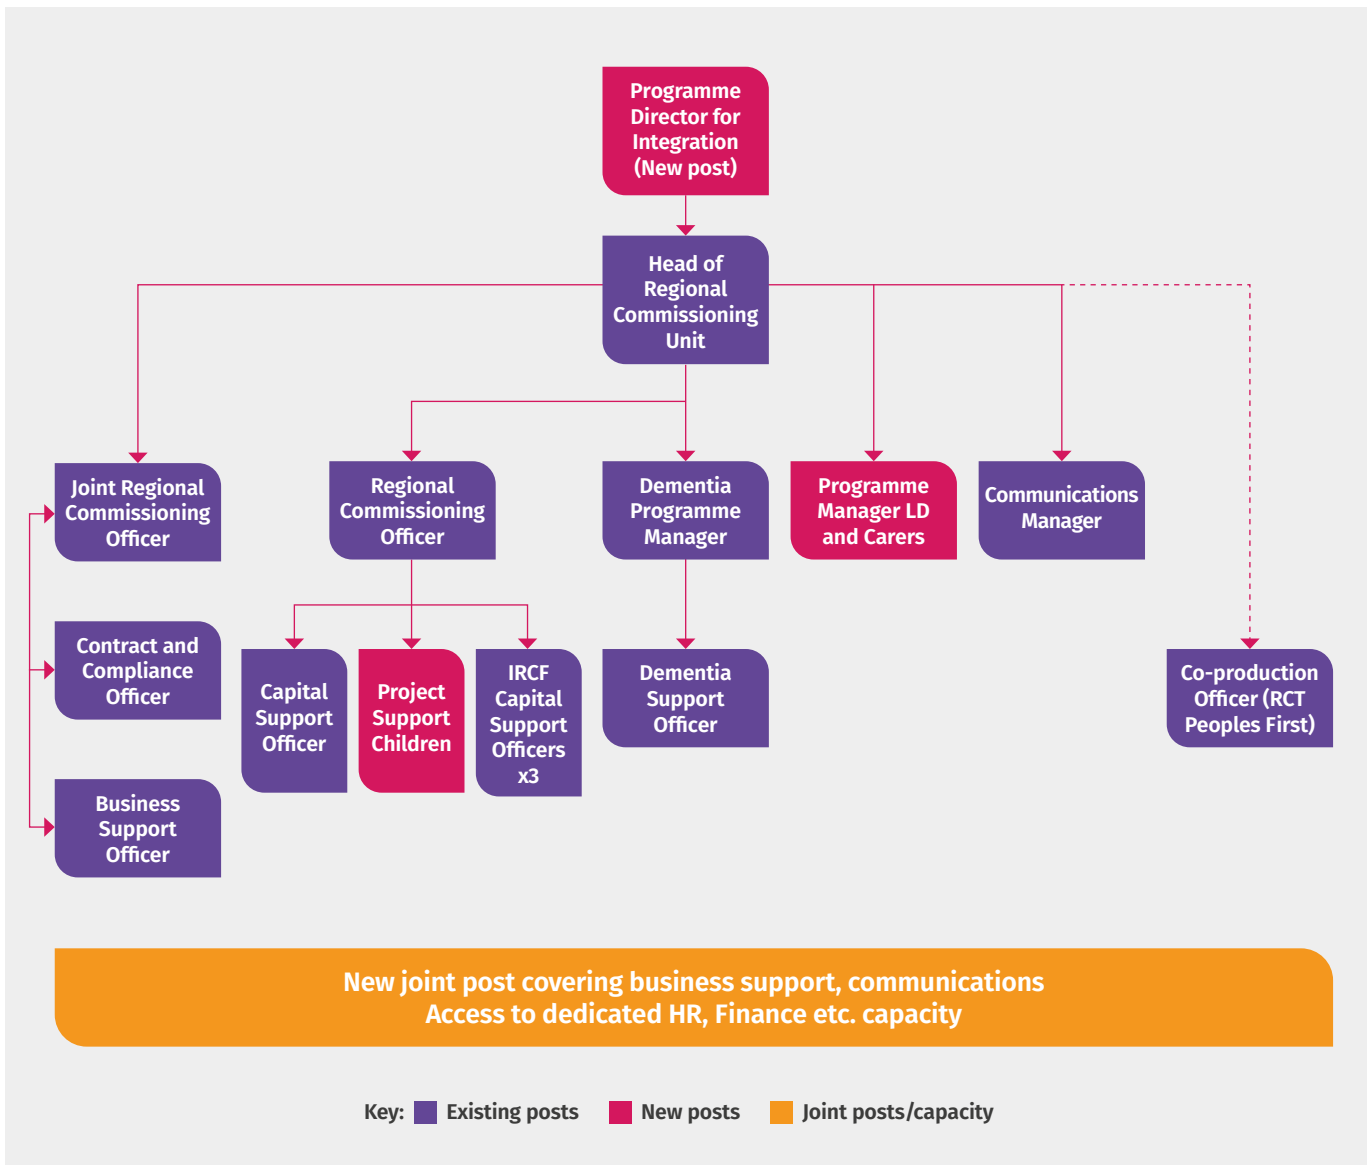 Programme
Director for
Integration
(New post)
Head of
Regional
Commissioning
Unit
Joint Regional
Commissioning
Officer
Regional
Commissioning
Officer
Dementia
Programme
Manager
Programme
Manager LD
and Carers
Communications
Manager
Contract and
Compliance
Officer
Capital
Support
Officer
Project
Support
Children
IRCF
Capital
Support
Officers
x3
Dementia
Support
Officer
Co-production
Officer (RCT
Peoples First)
Business
Support
Officer
New joint post covering business support, communications
Access to dedicated HR, Finance etc. capacity
Key: Existing posts New posts Joint posts/capacity